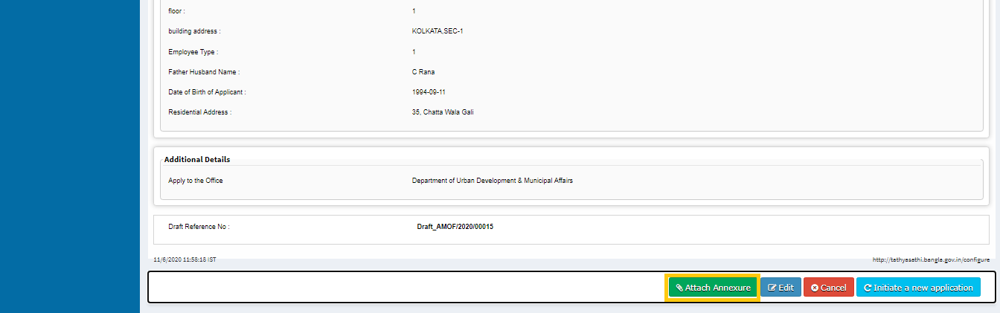 floor : 1
building address : KOLKATA,SEC-1
Employee Type : 1
Father Husband Name : C Rana
Date of Birth of Applicant : 1994-09-11
Residential Address : 35, Chatta Wala Gali
Additional Details
Apply to the Office Department of Urban Development & Municipal Affairs
Draft Reference No : Draft_AMOF/2020/00015
11/6/2020 11:58:18 IST http://tathyasathi.bangla.gov.in/configure
Attach Annexure Edit Cancel Initiate a new application